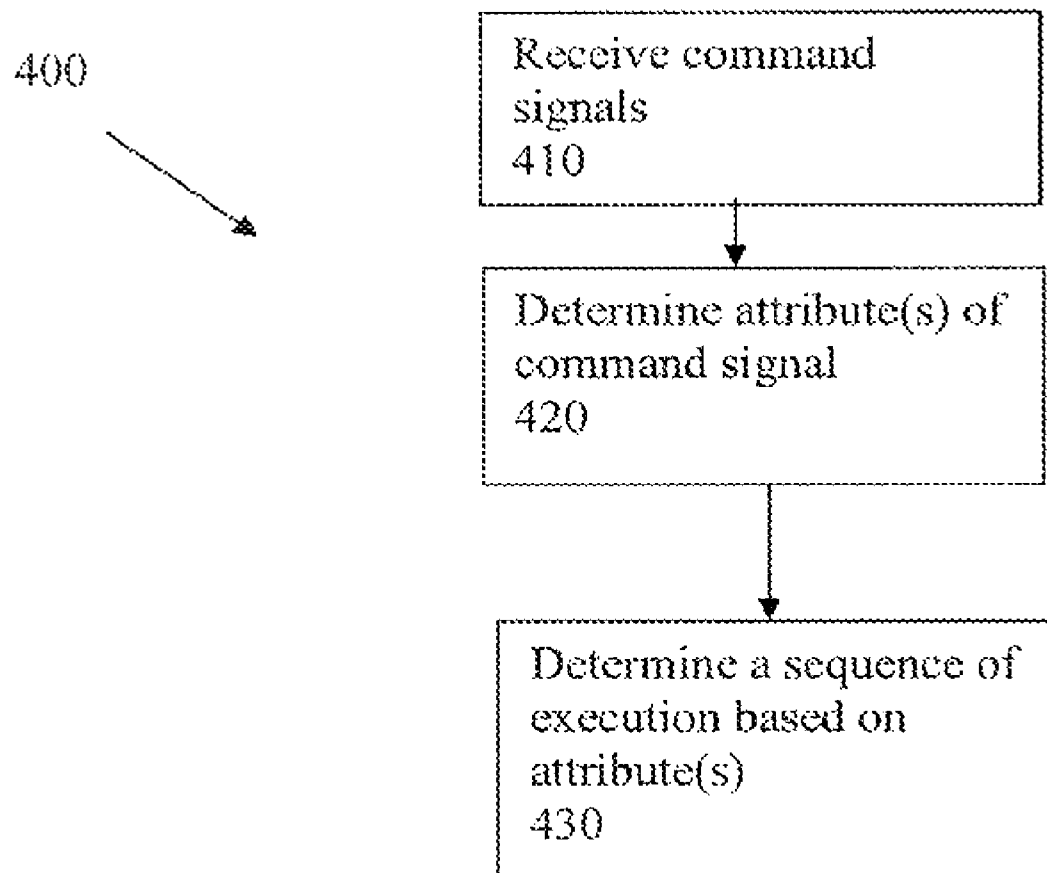 400
Receive command
signals
410
Determine attribute(s) of
command signal
420
Determine a sequence of
execution based on
attribute(s)
430